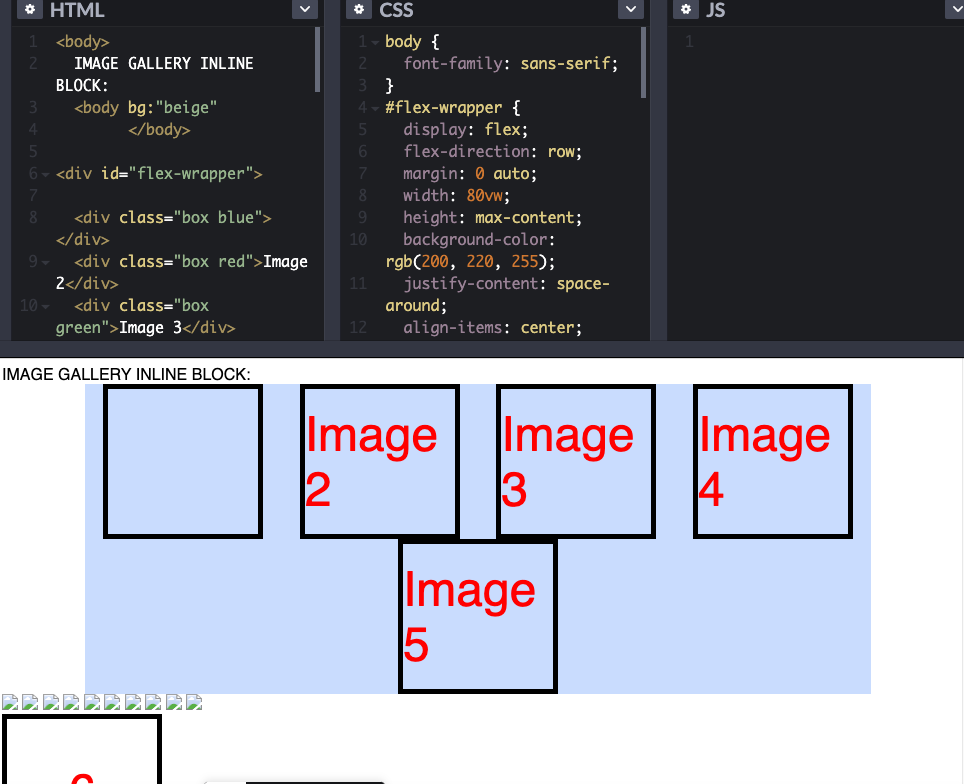 HTML
CSS
JS
1 <body>
2 IMAGE GALLERY INLINE
BLOCK:
3 <body bg:"beige"
4 </body>
5
6 <div id="flex-wrapper">
7
8 <div class="box blue">
</div>
9 <div class="box red">Image
2</div>
10 <div class="box
green">Image 3</div>
1 body {
2 font-family: sans-serif;
3 }
4 #flex-wrapper {
5 display: flex;
6 flex-direction: row;
7 margin: 0 auto;
8 width: 80vw;
9 height: max-content;
10 background-color:
rgb(200, 220, 255);
11 justify-content: space-
around;
12 align-items: center;
1
IMAGE GALLERY INLINE BLOCK:
Image
2
Image
3
Image
4
Image
5